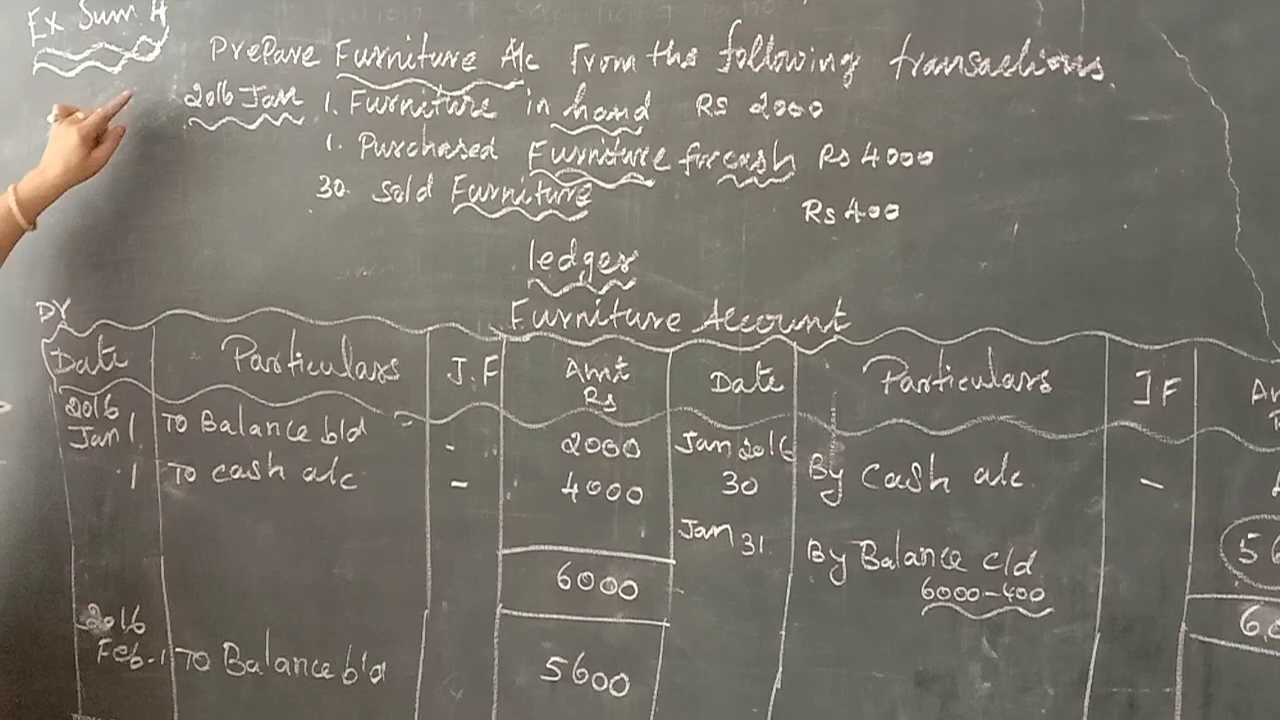 Ex Sum. 4
Prepare Furniture A/c From the following transactions
2016 Jan 1. Furneture in hand Rs 2000
1. Purchased Furniture for cash Rs 4000
30. Sold Furniture Rs 400
ledger
Dr Furniture Account
Date Particulars J.F Amt Rs Date Particulars JF
2016 Jan 1 To Balance b/d - 2000 Jan 2016
1 To cash a/c - 4000 30 By Cash a/c -
Jan 31. By Balance c/d
6000 6000-400
2016
Feb-1 To Balance b/d 5600